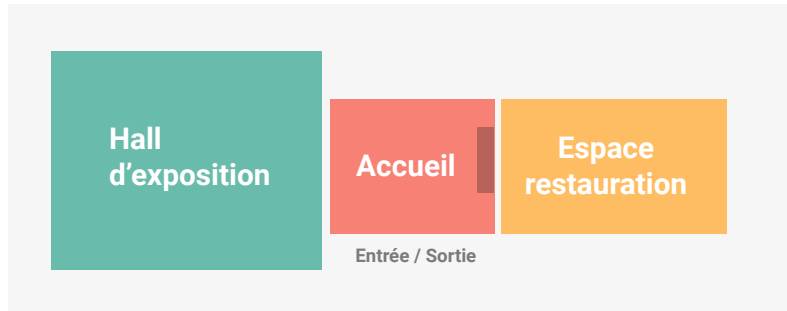 Hall
d’exposition
Accueil
Espace
restauration
Entrée / Sortie